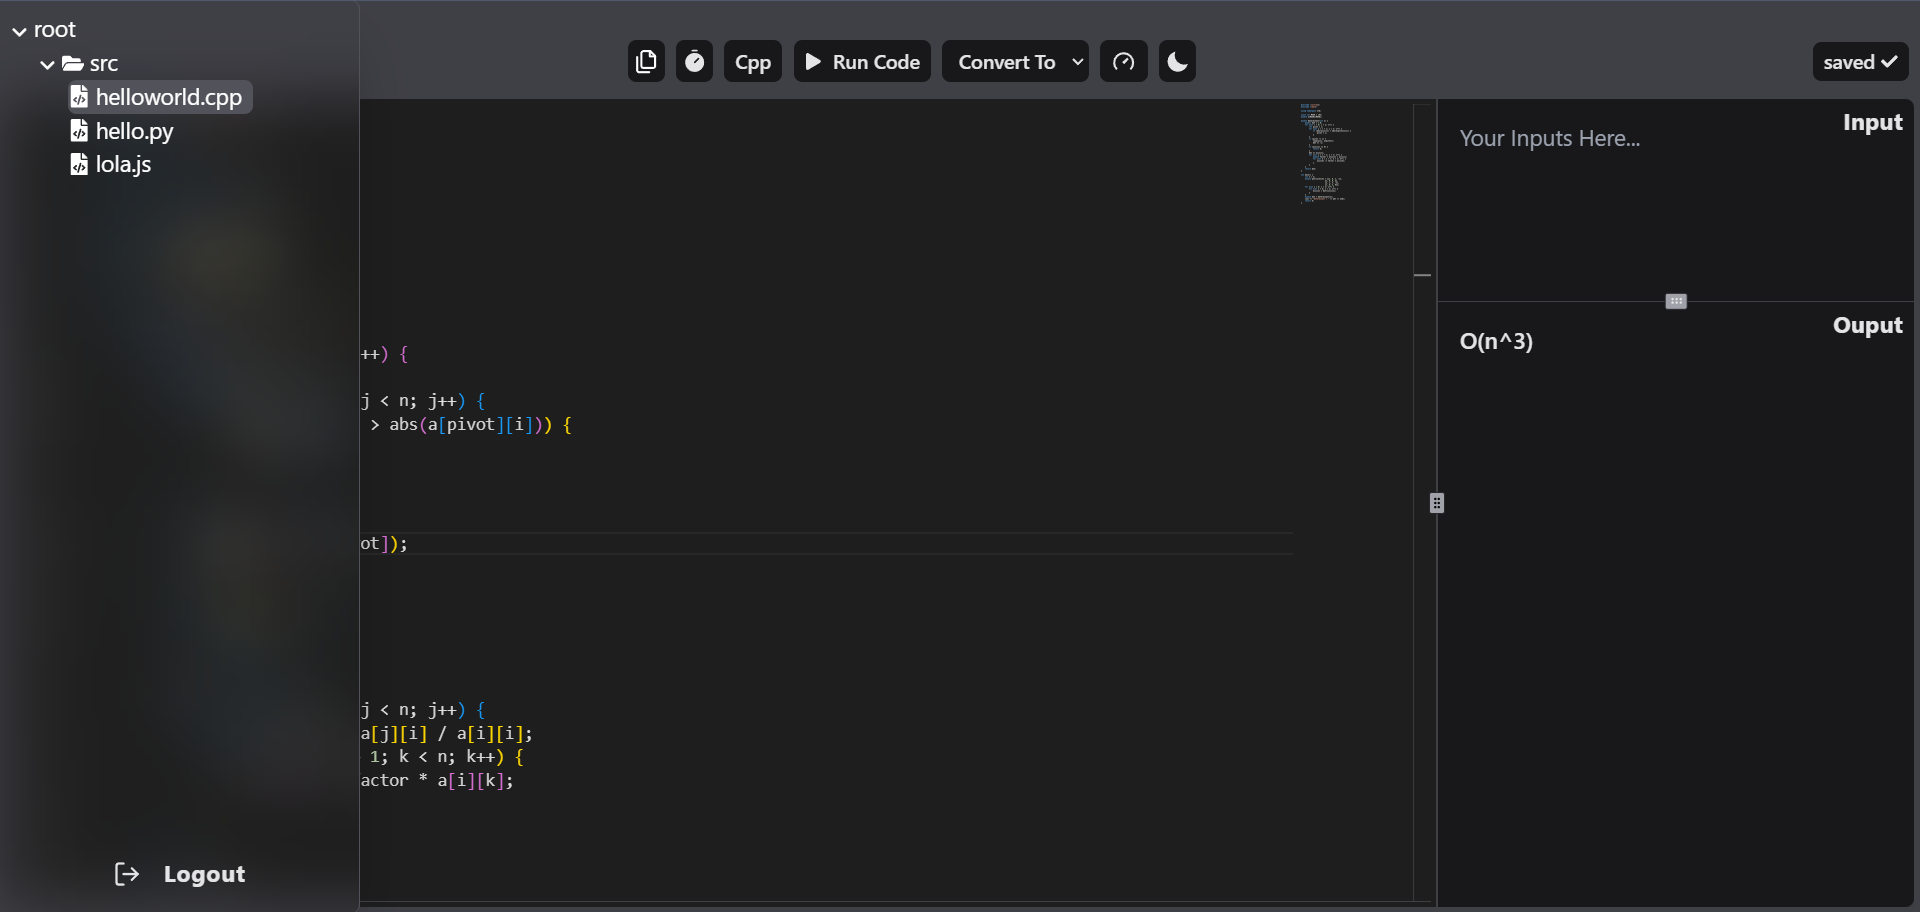 root
src
helloworld.cpp
hello.py
lola.js
Logout
Cpp
Run Code
Convert To
saved
++) {
j < n; j++) {
> abs(a[pivot][i])) {
ot]);
j < n; j++) {
a[j][i] / a[i][i];
1; k < n; k++) {
actor * a[i][k];
Input
Your Inputs Here...
Ouput
O(n^3)